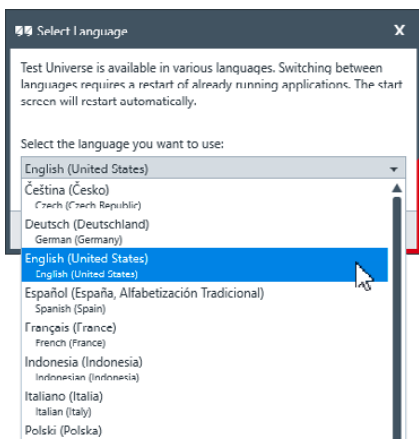 Select Language
X
Test Universe is available in various languages. Switching between
languages requires a restart of already running applications. The start
screen will restart automatically.
Select the language you want to use:
English (United States)
Čeština (Česko)
Czech (Czech Republic)
Deutsch (Deutschland)
German (Germany)
English (United States)
English (United States)
Español (España, Alfabetización Tradicional)
Spanish (Spain)
Français (France)
French (France)
Indonesia (Indonesia)
Indonesian (Indonesia)
Italiano (Italia)
Italian (Italy)
Polski (Polska)